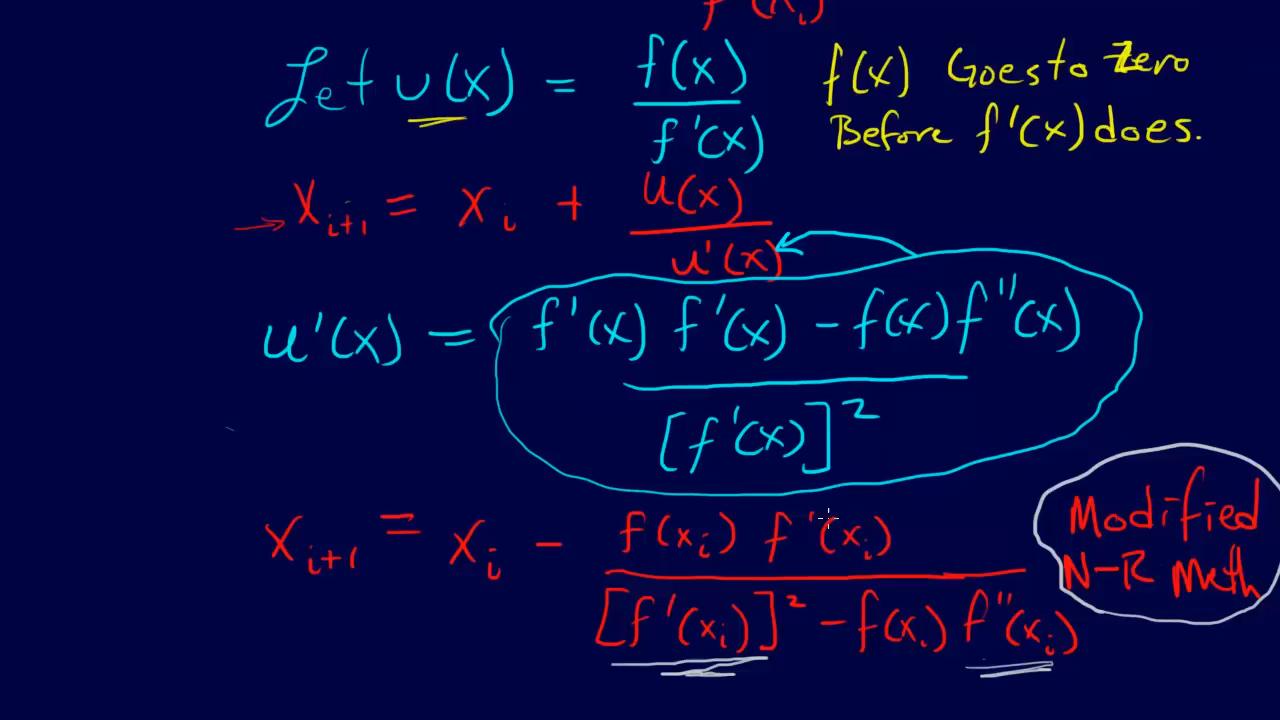 f'(xᵢ)
Let u(x) = f(x) / f'(x)
f(x) Goes to Zero
Before f'(x) does.
xᵢ₊₁ = xᵢ + u(x) / u'(x)
u'(x) = f'(x) f'(x) - f(x) f''(x) / [f'(x)]²
xᵢ₊₁ = xᵢ - f(xᵢ) f'(xᵢ) / [f'(xᵢ)]² - f(xᵢ) f''(xᵢ)
Modified
N-R Meth